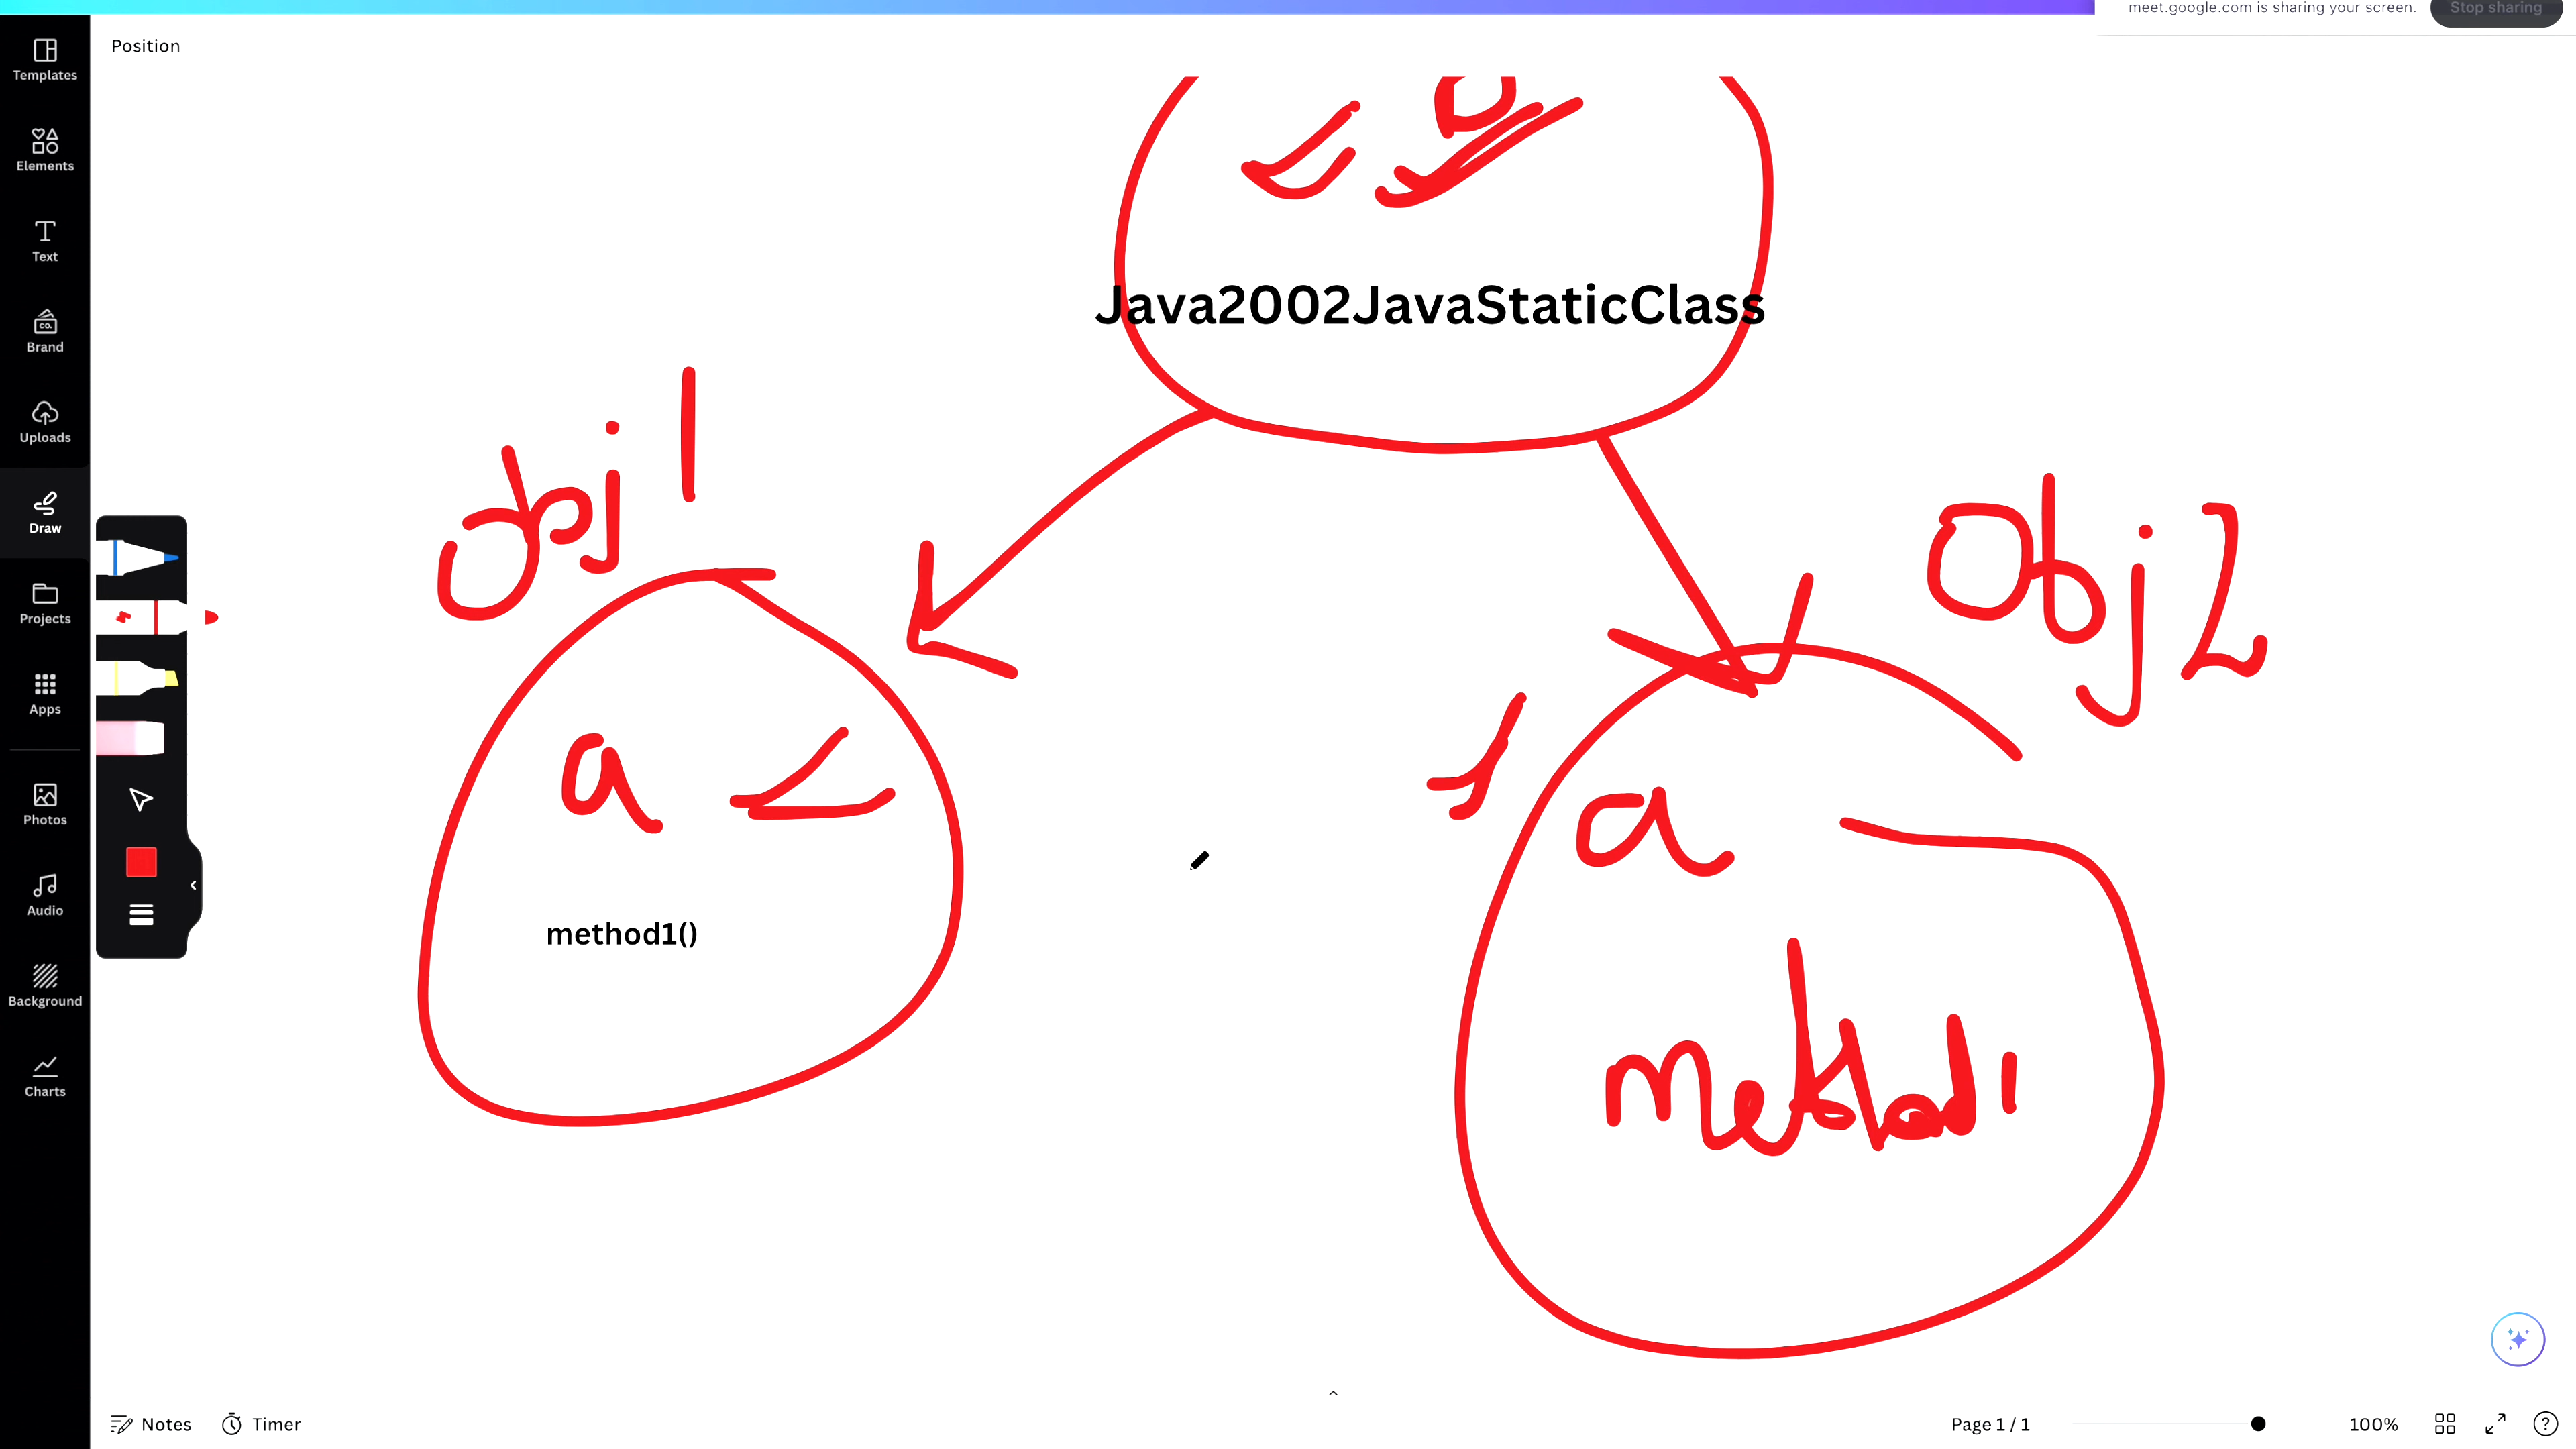 meet.google.com is sharing your screen.
Stop sharing
Position
Templates
Elements
Text
CO.
Brand
Uploads
Draw
Projects
Apps
Photos
Audio
Background
Charts
Java2002JavaStaticClass
obj1
obj2
a
method1()
a
method1
Notes
Timer
Page 1 / 1
100%